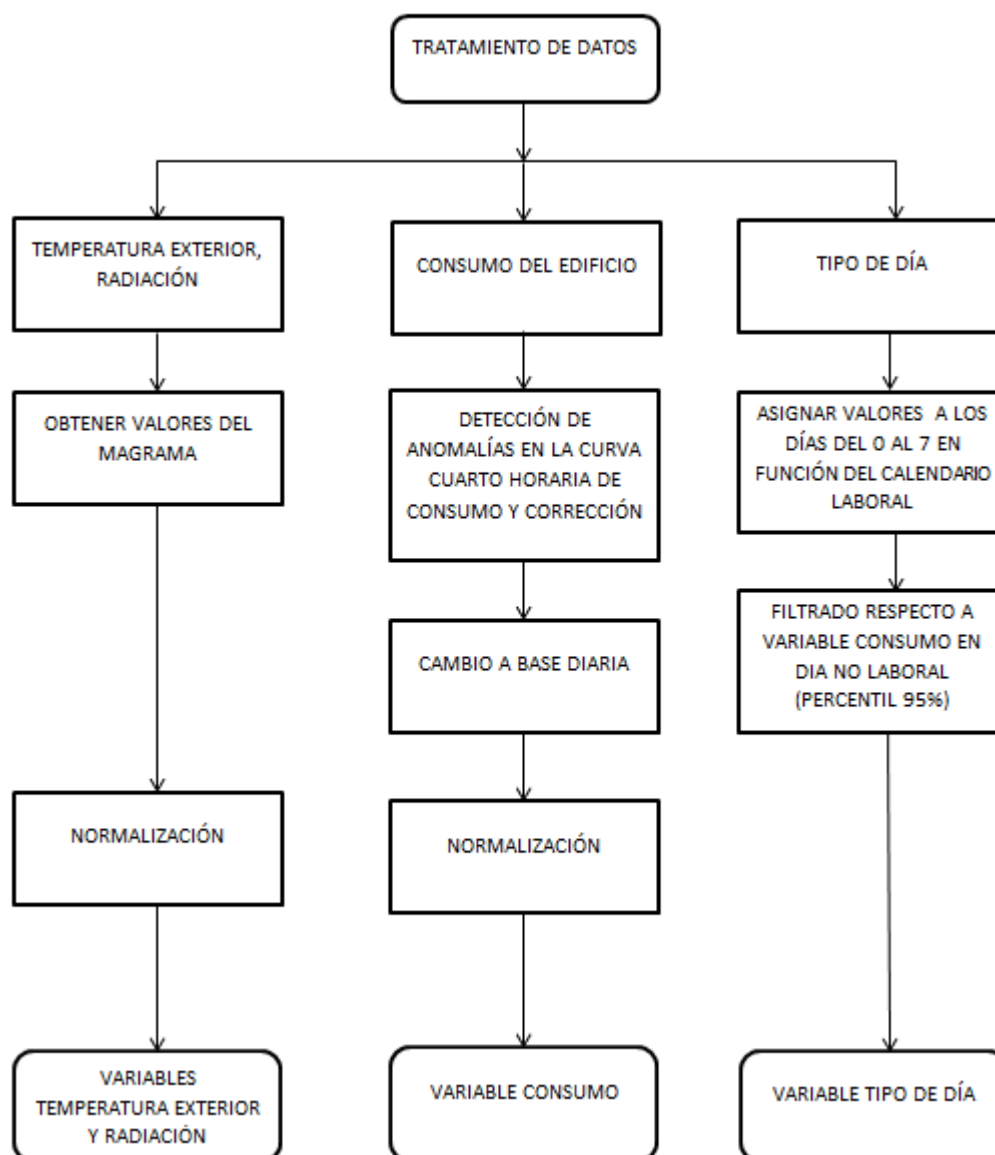 TRATAMIENTO DE DATOS
TEMPERATURA EXTERIOR,
RADIACIÓN
CONSUMO DEL EDIFICIO
TIPO DE DÍA
OBTENER VALORES DEL
MAGRAMA
DETECCIÓN DE
ANOMALÍAS EN LA CURVA
CUARTO HORARIA DE
CONSUMO Y CORRECCIÓN
ASIGNAR VALORES A LOS
DÍAS DEL 0 AL 7 EN
FUNCIÓN DEL CALENDARIO
LABORAL
CAMBIO A BASE DIARIA
FILTRADO RESPECTO A
VARIABLE CONSUMO EN
DIA NO LABORAL
(PERCENTIL 95%)
NORMALIZACIÓN
NORMALIZACIÓN
VARIABLES
TEMPERATURA EXTERIOR
Y RADIACIÓN
VARIABLE CONSUMO
VARIABLE TIPO DE DÍA